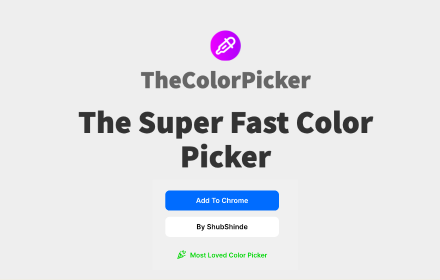 TheColorPicker
The Super Fast Color
Picker
Add To Chrome
By ShubShinde
Most Loved Color Picker